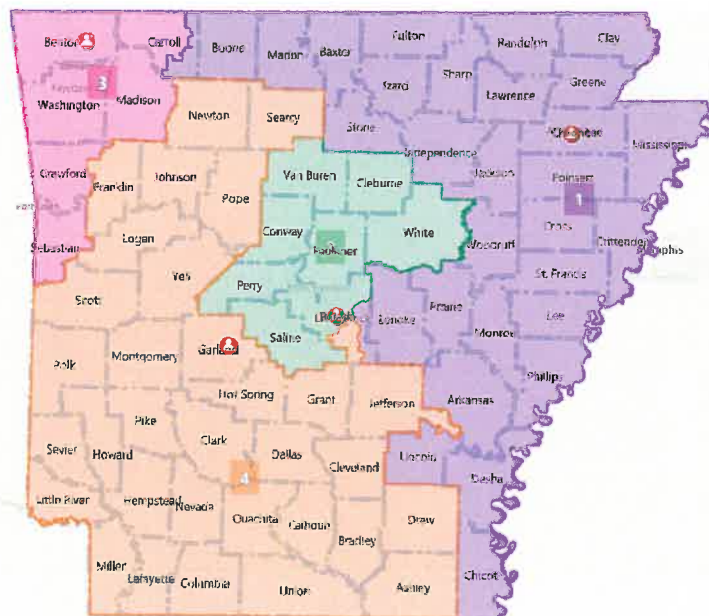 Benton
Carroll
Boone
Marion
Baxter
Fulton
Randolph
Clay
3
Washington
Madison
Newton
Searcy
Izard
Sharp
Lawrence
Greene
Stone
Independence
Mississippi
Crawford
Franklin
Johnson
Pope
Van Buren
Cleburne
Jackson
Poinsett
1
Sebastian
Logan
Conway
White
Woodruff
Cross
Crittenden
Memphis
Yell
Faulkner
Scott
Perry
St. Francis
Lonoke
Prairie
Lee
Saline
Monroe
Polk
Montgomery
Garland
Phillips
Hot Spring
Grant
Jefferson
Arkansas
Pike
Clark
Sevier
Howard
Dallas
Cleveland
Lincoln
Desha
4
Little River
Hempstead
Nevada
Ouachita
Calhoun
Drew
Bradley
Miller
Lafayette
Columbia
Union
Ashley
Chicot